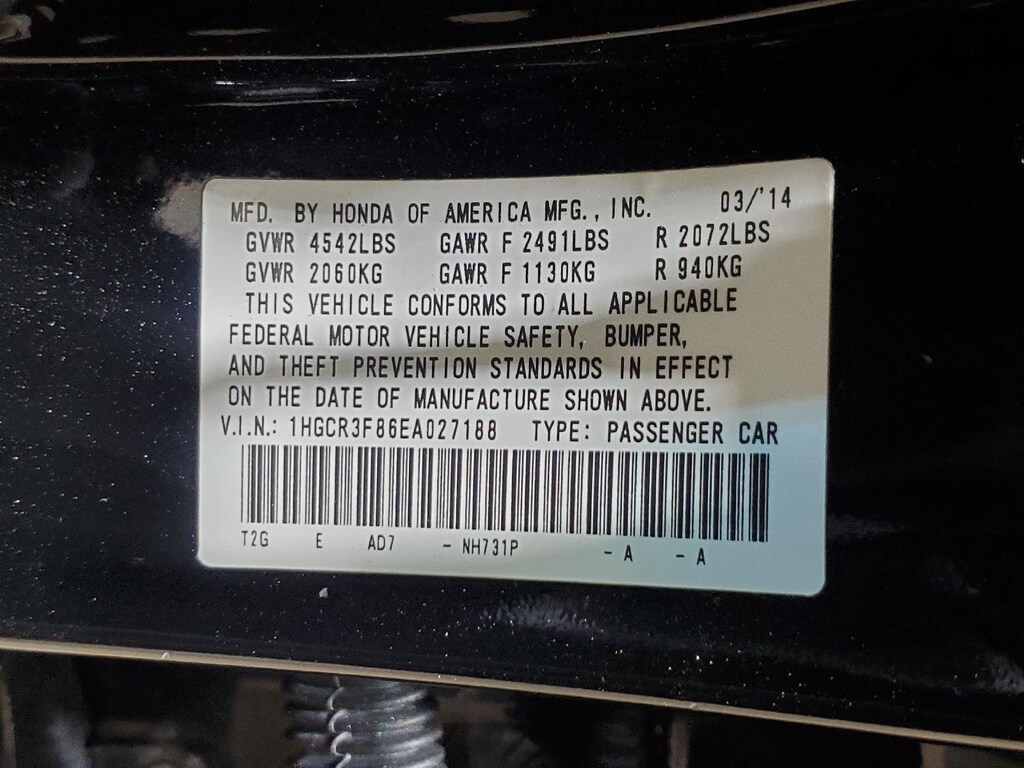 MFD. BY HONDA OF AMERICA MFG., INC. 03/'14
GVWR 4542LBS GAWR F 2491LBS R 2072LBS
GVWR 2060KG GAWR F 1130KG R 940KG
THIS VEHICLE CONFORMS TO ALL APPLICABLE
FEDERAL MOTOR VEHICLE SAFETY, BUMPER,
AND THEFT PREVENTION STANDARDS IN EFFECT
ON THE DATE OF MANUFACTURE SHOWN ABOVE.
V.I.N.: 1HGCR3F86EA027188 TYPE: PASSENGER CAR
T2G E AD7 - NH731P - A - A